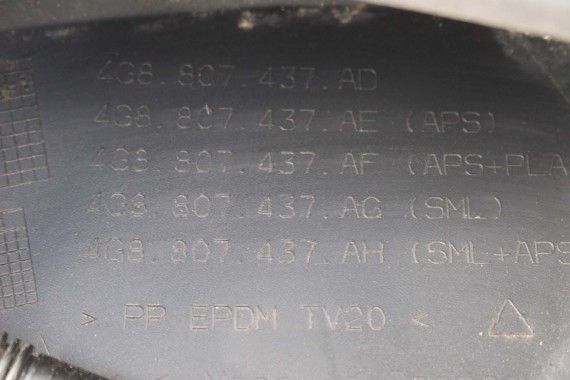 4G8.807.437.AD
4G8.807.437.AE (APS)
4G8.807.437.AF (APS+PLA
4G8.807.437.AG (SML)
4G8.807.437.AH (SML+APS
> PP EPDM TV20 <